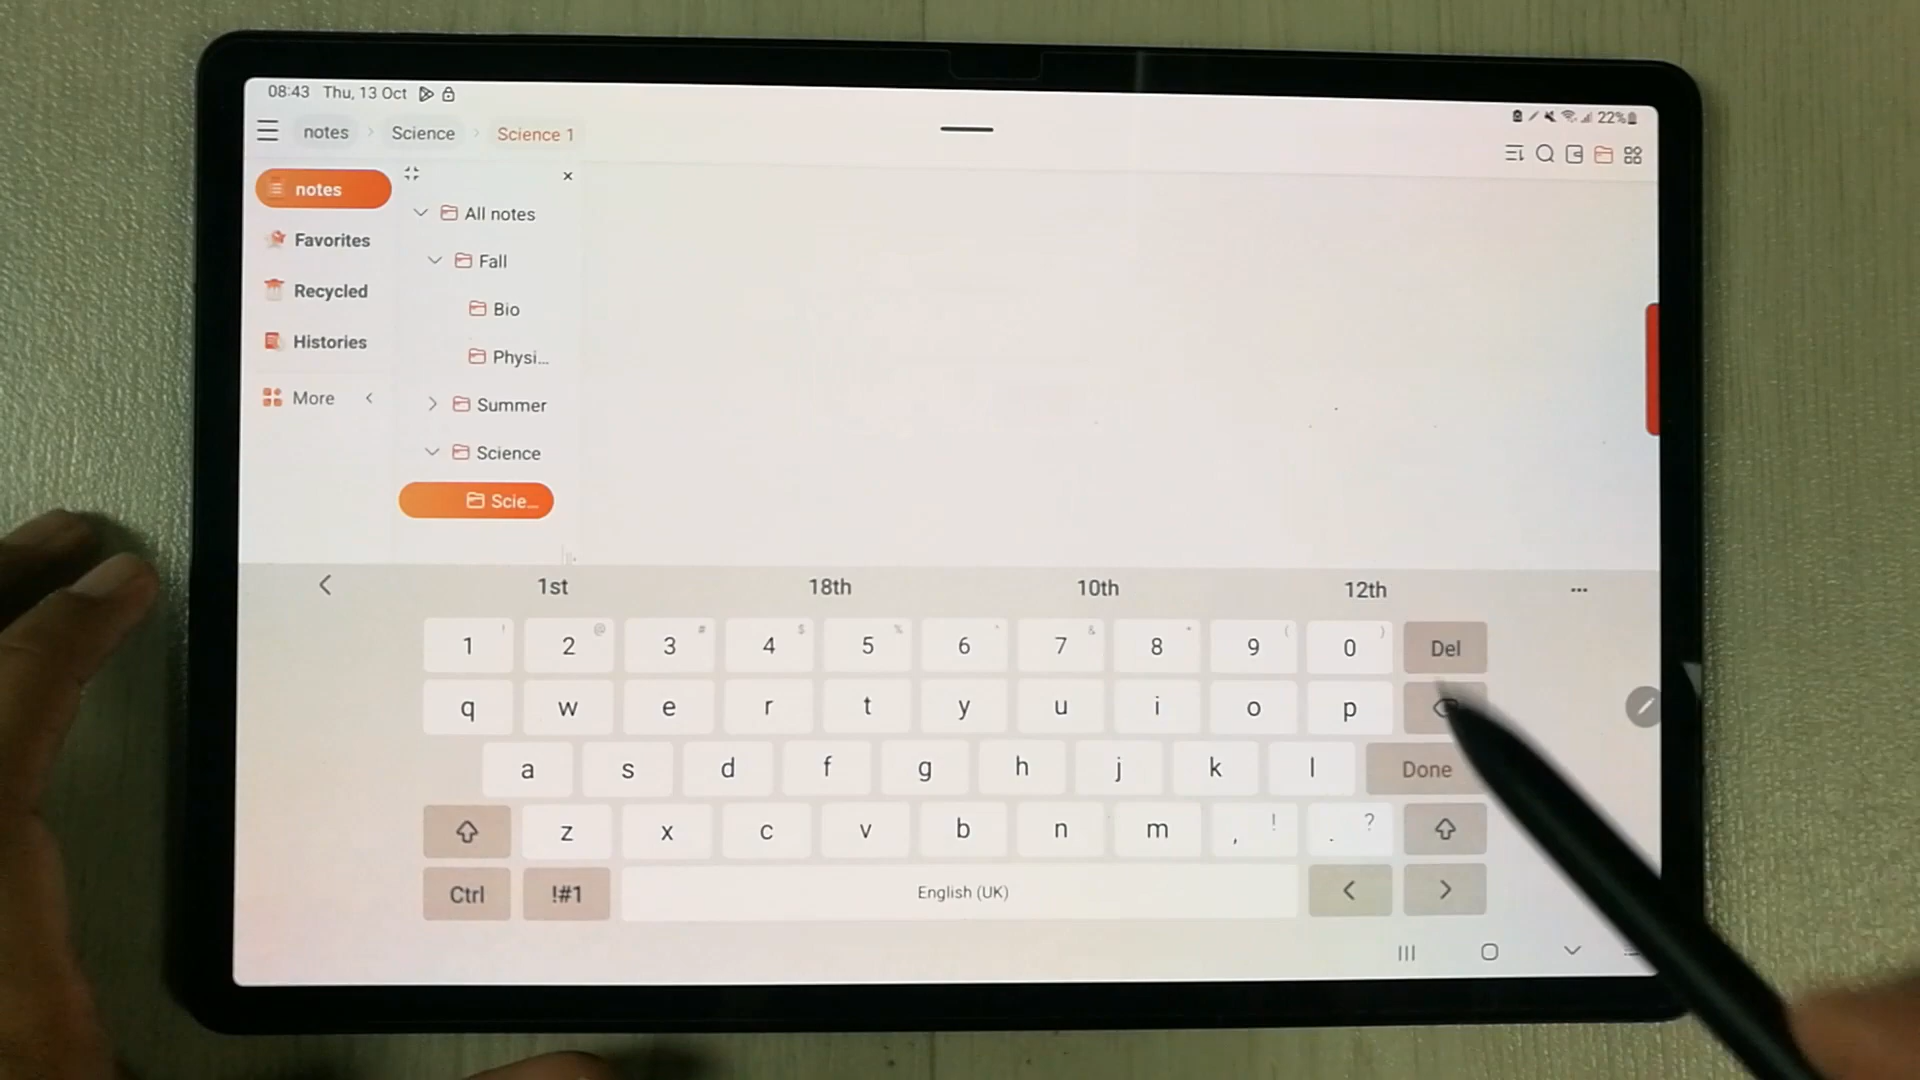 08:43 Thu, 13 Oct
22%
notes > Science > Science 1
notes
Favorites
Recycled
Histories
More
All notes
Fall
Bio
Physi...
Summer
Science
Scie...
1st 18th 10th 12th ...
1 ! 2 @ 3 # 4 $ 5 % 6 ^ 7 & 8 * 9 ( 0 ) Del
q w e r t y u i o p
a s d f g h j k l Done
z x c v b n m , ! . ?
Ctrl !#1 English (UK) < >